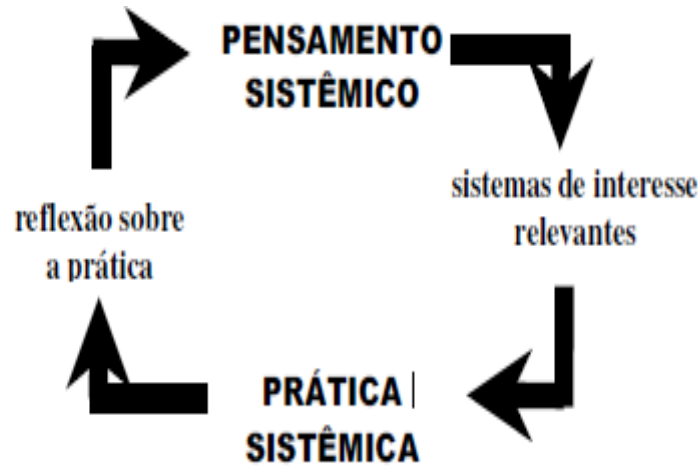 PENSAMENTO
SISTÊMICO
sistemas de interesse
relevantes
reflexão sobre
a prática
PRÁTICA
SISTÊMICA